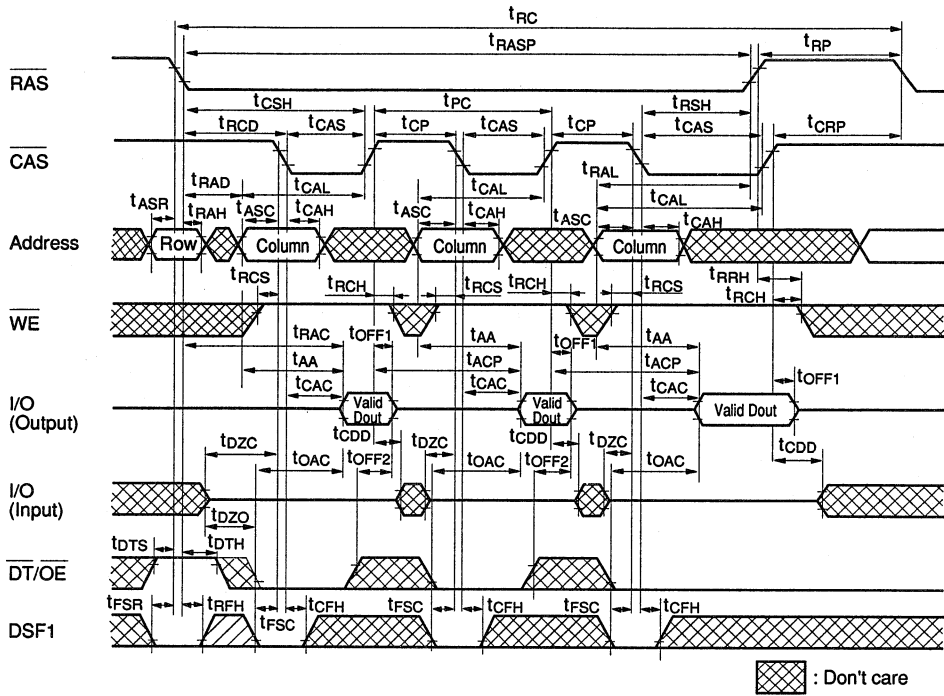 tRC
tRASP
tRP
RAS
tCSH
tPC
tRSH
tRCD
tCAS
tCP
tCAS
tCP
tCAS
tCRP
CAS
tRAL
tRAD
tCAL
tCAL
tCAL
tASR
tRAH
tASC
tCAH
tASC
tCAH
tASC
tCAH
Address
Row
Column
Column
Column
tRCS
tRCH
tRCS
tRCH
tRCS
tRRH
tRCH
WE
tRAC
tOFF1
tAA
tOFF1
tAA
tAA
tACP
tACP
tCAC
tCAC
tCAC
tOFF1
I/O
(Output)
Valid
Dout
Valid
Dout
Valid Dout
tDZC
tCDD
tDZC
tCDD
tDZC
tCDD
tOAC
tOFF2
tOAC
tOFF2
tOAC
I/O
(Input)
tDZO
tDTS
tDTH
DT/OE
tFSR
tRFH
tFSC
tCFH
tFSC
tCFH
tFSC
tCFH
DSF1
: Don't care